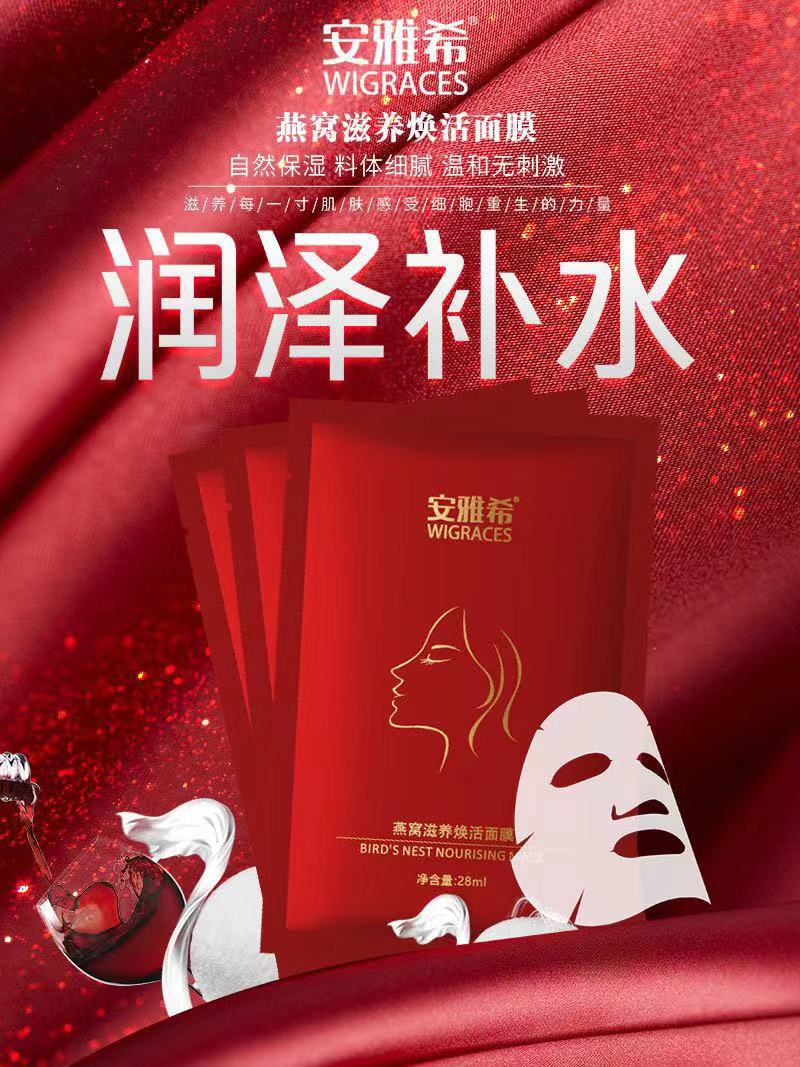 安雅希®
WIGRACES
燕窝滋养焕活面膜
自然保湿 料体细腻 温和无刺激
滋/养/每/一/寸/肌/肤/感/受/细/胞/重/生/的/力/量
润泽补水
安雅希®
WIGRACES
燕窝滋养焕活面膜
BIRD'S NEST NOURISING MASK
净含量:28ml